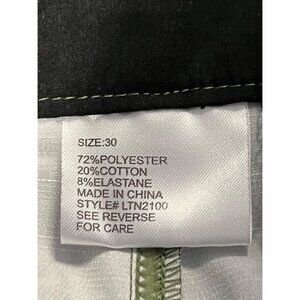 SIZE:30
72%POLYESTER
20%COTTON
8%ELASTANE
MADE IN CHINA
STYLE# LTN2100
SEE REVERSE
FOR CARE